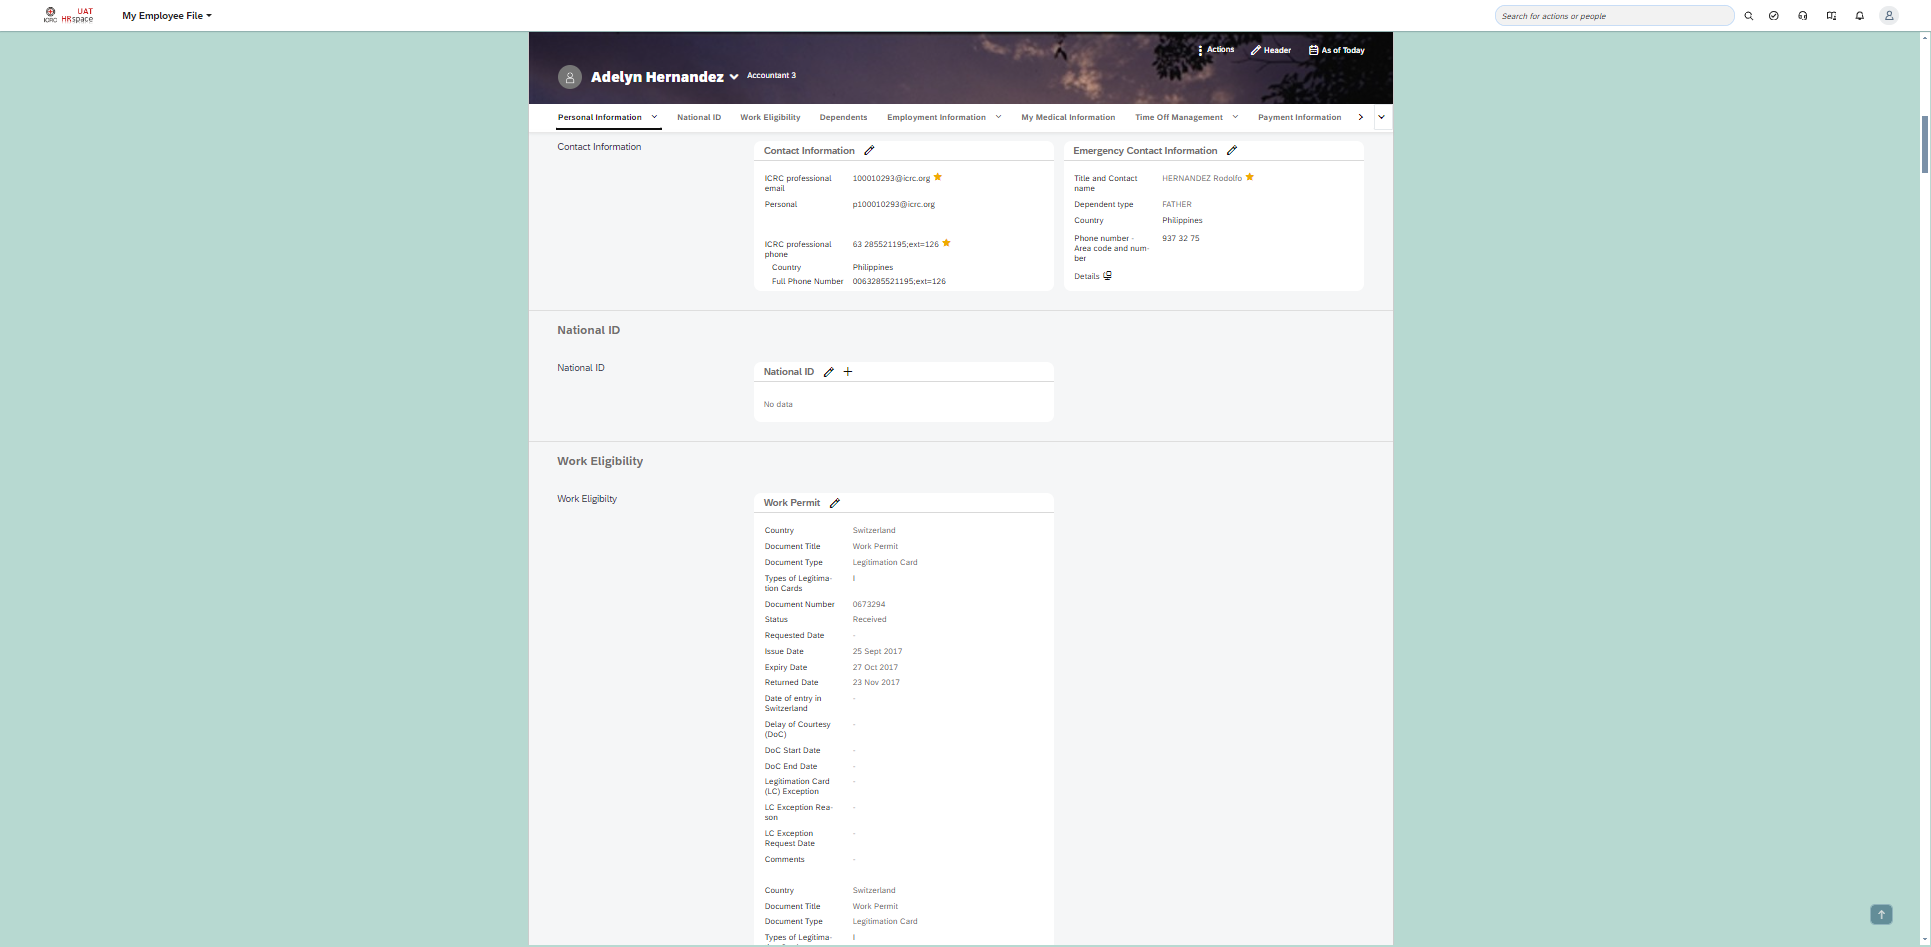 ICRC UAT HRspace My Employee File Search for actions or people
Actions Header As of Today
Adelyn Hernandez Accountant 3
Personal Information National ID Work Eligibility Dependents Employment Information My Medical Information Time Off Management Payment Information
Contact Information
Contact Information
ICRC professional email 100010293@icrc.org
Personal p100010293@icrc.org
ICRC professional phone 63 285521195;ext=126
Country Philippines
Full Phone Number 0063285521195;ext=126
Emergency Contact Information
Title and Contact name HERNANDEZ Rodolfo
Dependent type FATHER
Country Philippines
Phone number - Area code and num-
ber 937 32 75
Details
National ID
National ID
National ID
No data
Work Eligibility
Work Eligibilty
Work Permit
Country Switzerland
Document Title Work Permit
Document Type Legitimation Card
Types of Legitima-
tion Cards I
Document Number 0673294
Status Received
Requested Date -
Issue Date 25 Sept 2017
Expiry Date 27 Oct 2017
Returned Date 23 Nov 2017
Date of entry in Switzerland -
Delay of Courtesy (DoC) -
DoC Start Date -
DoC End Date -
Legitimation Card (LC) Exception -
LC Exception Rea-
son -
LC Exception Request Date -
Comments -
Country Switzerland
Document Title Work Permit
Document Type Legitimation Card
Types of Legitima- I